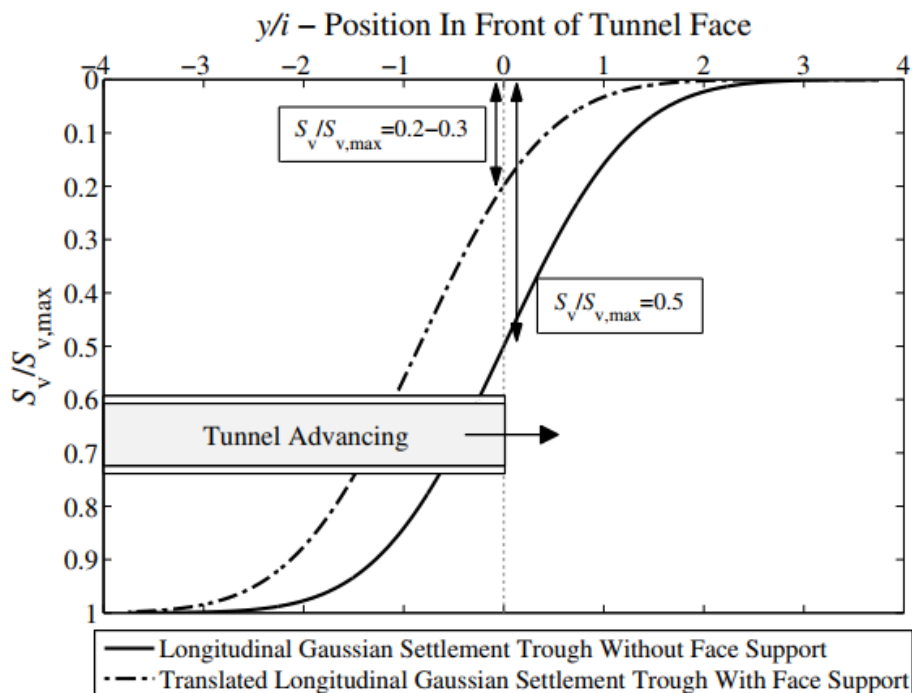 y/i – Position In Front of Tunnel Face
−4 −3 −2 −1 0 1 2 3 4
0
0.1
0.2
0.3
0.4
0.5
0.6
0.7
0.8
0.9
1
S_v/S_v,max
S_v/S_v,max=0.2−0.3
S_v/S_v,max=0.5
Tunnel Advancing
Longitudinal Gaussian Settlement Trough Without Face Support
Translated Longitudinal Gaussian Settlement Trough With Face Support